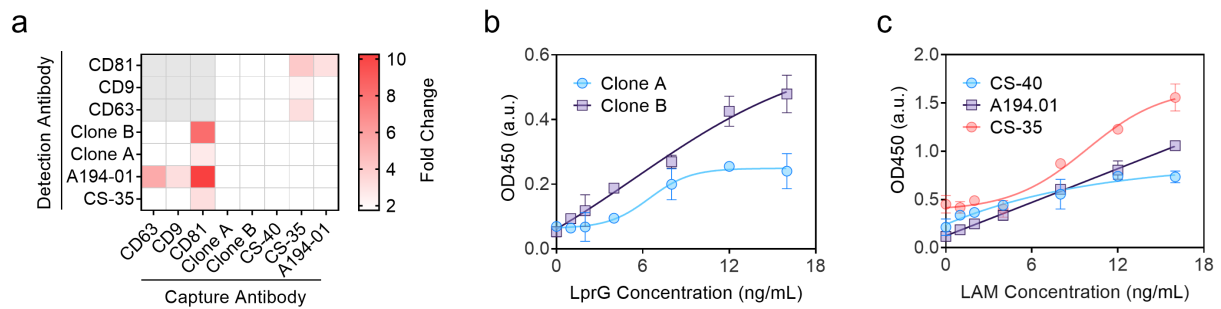 a
Detection Antibody
CD81
CD9
CD63
Clone B
Clone A
A194-01
CS-35
CD63
CD9
CD81
Clone A
Clone B
CS-40
CS-35
A194-01
Capture Antibody
10
8
6
4
2
Fold Change
b
OD450 (a.u.)
0.6
0.4
0.2
0.0
Clone A
Clone B
0
6
12
18
LprG Concentration (ng/mL)
c
OD450 (a.u.)
2.0
1.5
1.0
0.5
0.0
CS-40
A194.01
CS-35
0
6
12
18
LAM Concentration (ng/mL)